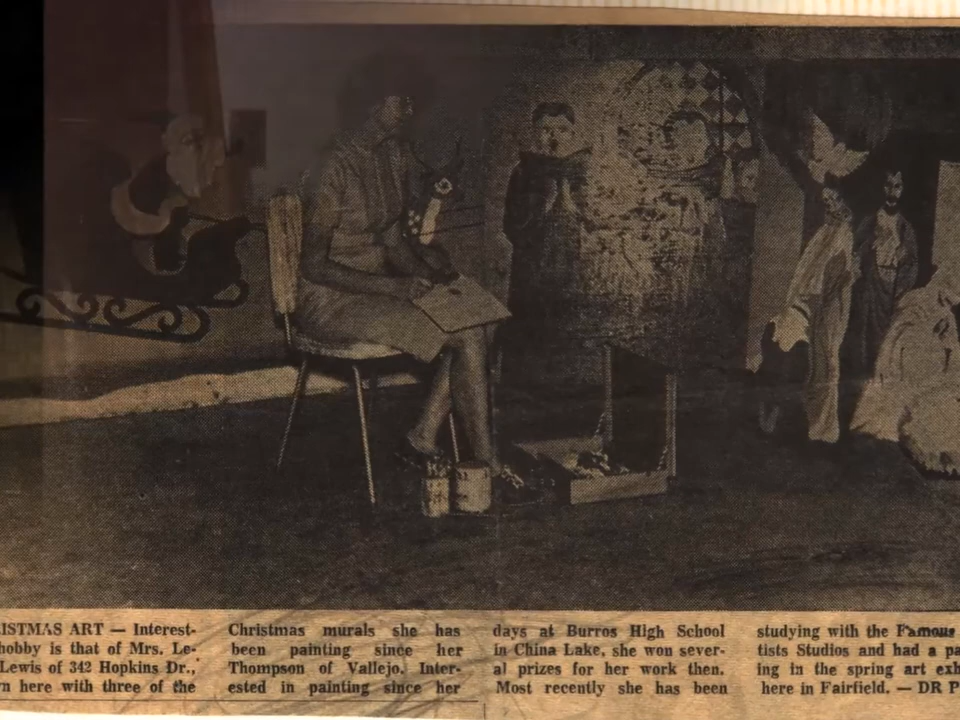 ISTMAS ART — Interest-
hobby is that of Mrs. Le-
Lewis of 342 Hopkins Dr.,
n here with three of the
Christmas murals she has
been painting since her
Thompson of Vallejo. Inter-
ested in painting since her
days at Burros High School
in China Lake, she won sever-
al prizes for her work then.
Most recently she has been
studying with the Famous
tists Studios and had a pa
ing in the spring art exh
here in Fairfield. — DR P